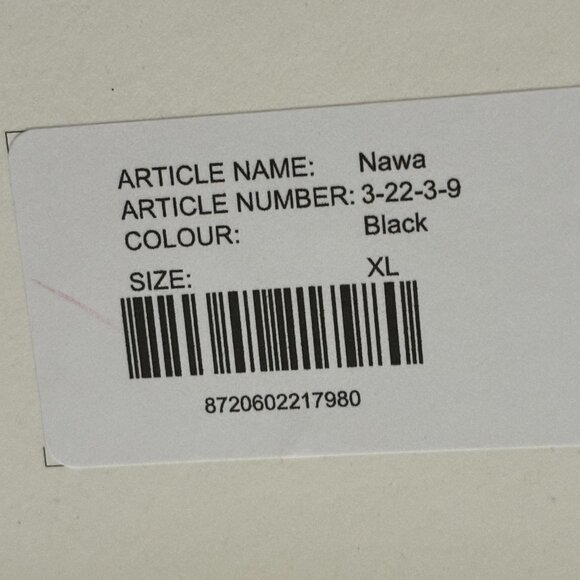 ARTICLE NAME: Nawa
ARTICLE NUMBER: 3-22-3-9
COLOUR: Black
SIZE: XL
8720602217980